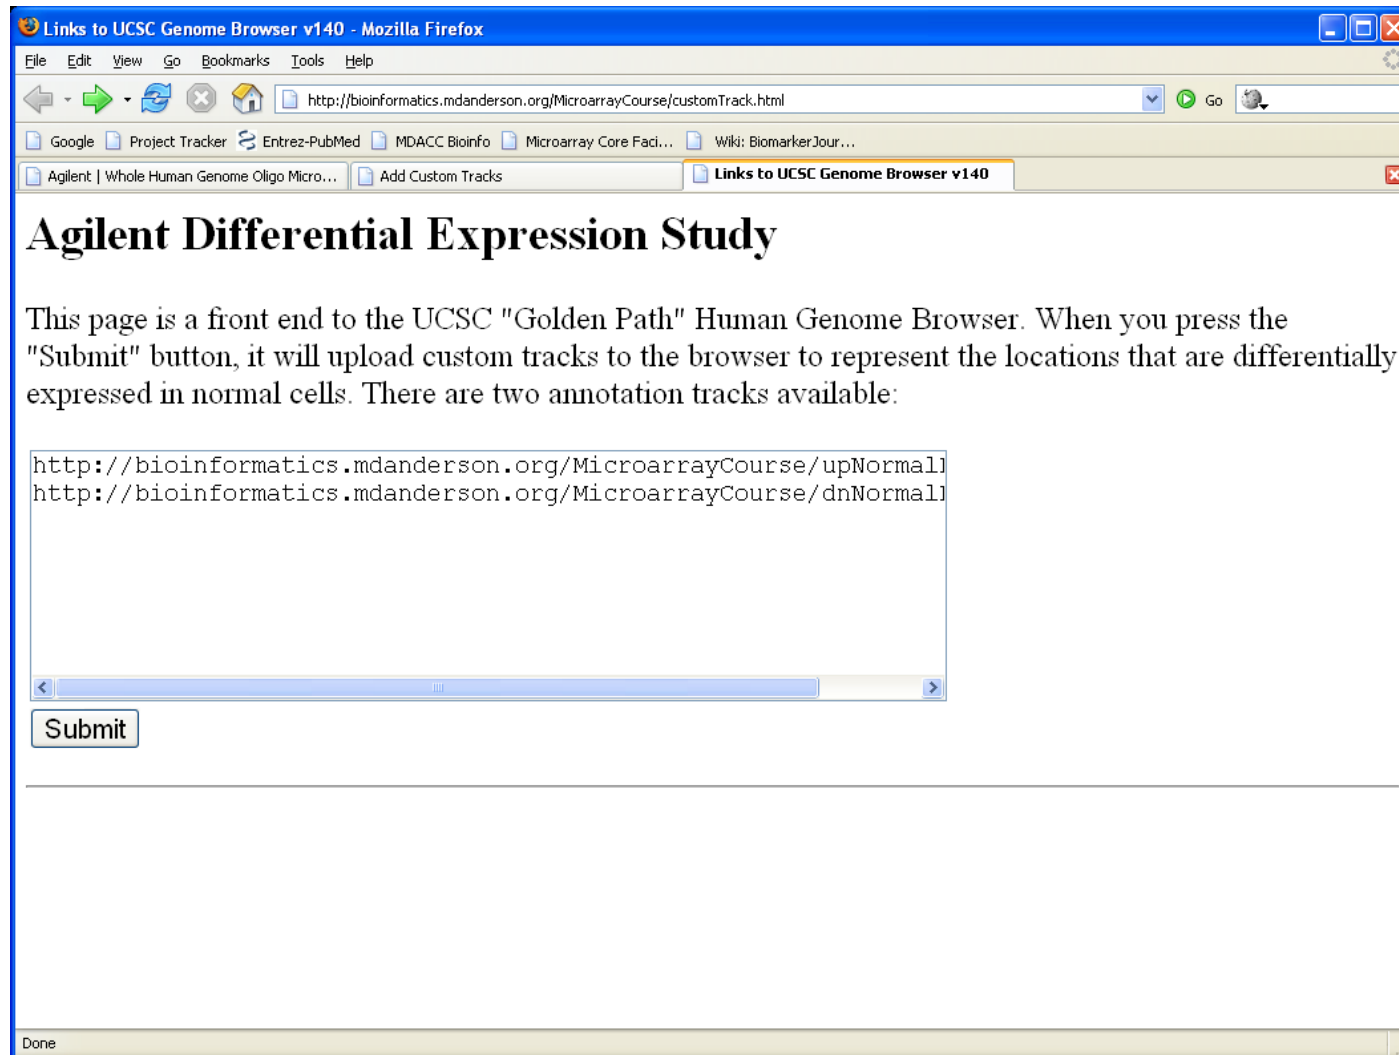 Links to UCSC Genome Browser v140 - Mozilla Firefox
File Edit View Go Bookmarks Tools Help
http://bioinformatics.mdanderson.org/MicroarrayCourse/customTrack.html Go
Google Project Tracker Entrez-PubMed MDACC Bioinfo Microarray Core Faci... Wiki: BiomarkerJour...
Agilent | Whole Human Genome Oligo Micro... Add Custom Tracks Links to UCSC Genome Browser v140
Agilent Differential Expression Study
This page is a front end to the UCSC "Golden Path" Human Genome Browser. When you press the
"Submit" button, it will upload custom tracks to the browser to represent the locations that are differentially
expressed in normal cells. There are two annotation tracks available:
http://bioinformatics.mdanderson.org/MicroarrayCourse/upNormal
http://bioinformatics.mdanderson.org/MicroarrayCourse/dnNormal
Submit
Done